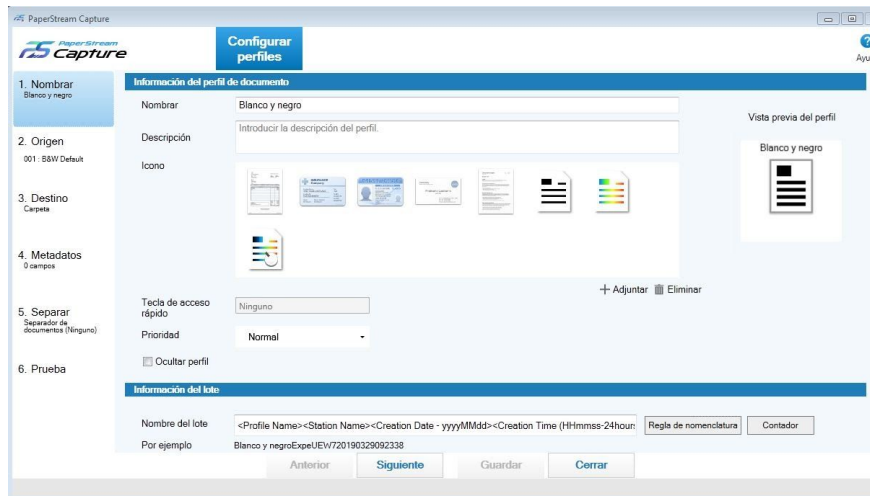 PaperStream Capture
PaperStream
Capture
Configurar
perfiles
Ayu
1. Nombrar
Blanco y negro
2. Origen
001 : B&W Default
3. Destino
Carpeta
4. Metadatos
0 campos
5. Separar
Separador de
documentos (Ninguno)
6. Prueba
Información del perfil de documento
Nombrar
Blanco y negro
Descripción
Introducir la descripción del perfil.
Icono
Adjuntar
Eliminar
Tecla de acceso
rápido
Ninguno
Prioridad
Normal
Ocultar perfil
Vista previa del perfil
Blanco y negro
Información del lote
Nombre del lote
<Profile Name><Station Name><Creation Date - yyyyMMdd><Creation Time (HHmmss-24hours
Regla de nomenclatura
Contador
Por ejemplo
Blanco y negroExpeUEW720190329092338
Anterior
Siguiente
Guardar
Cerrar